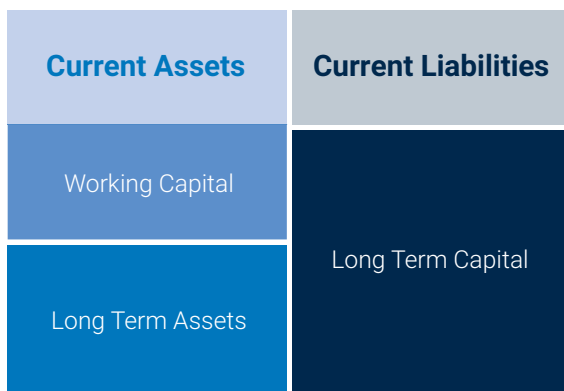 Current Assets
Current Liabilities
Working Capital
Long Term Capital
Long Term Assets